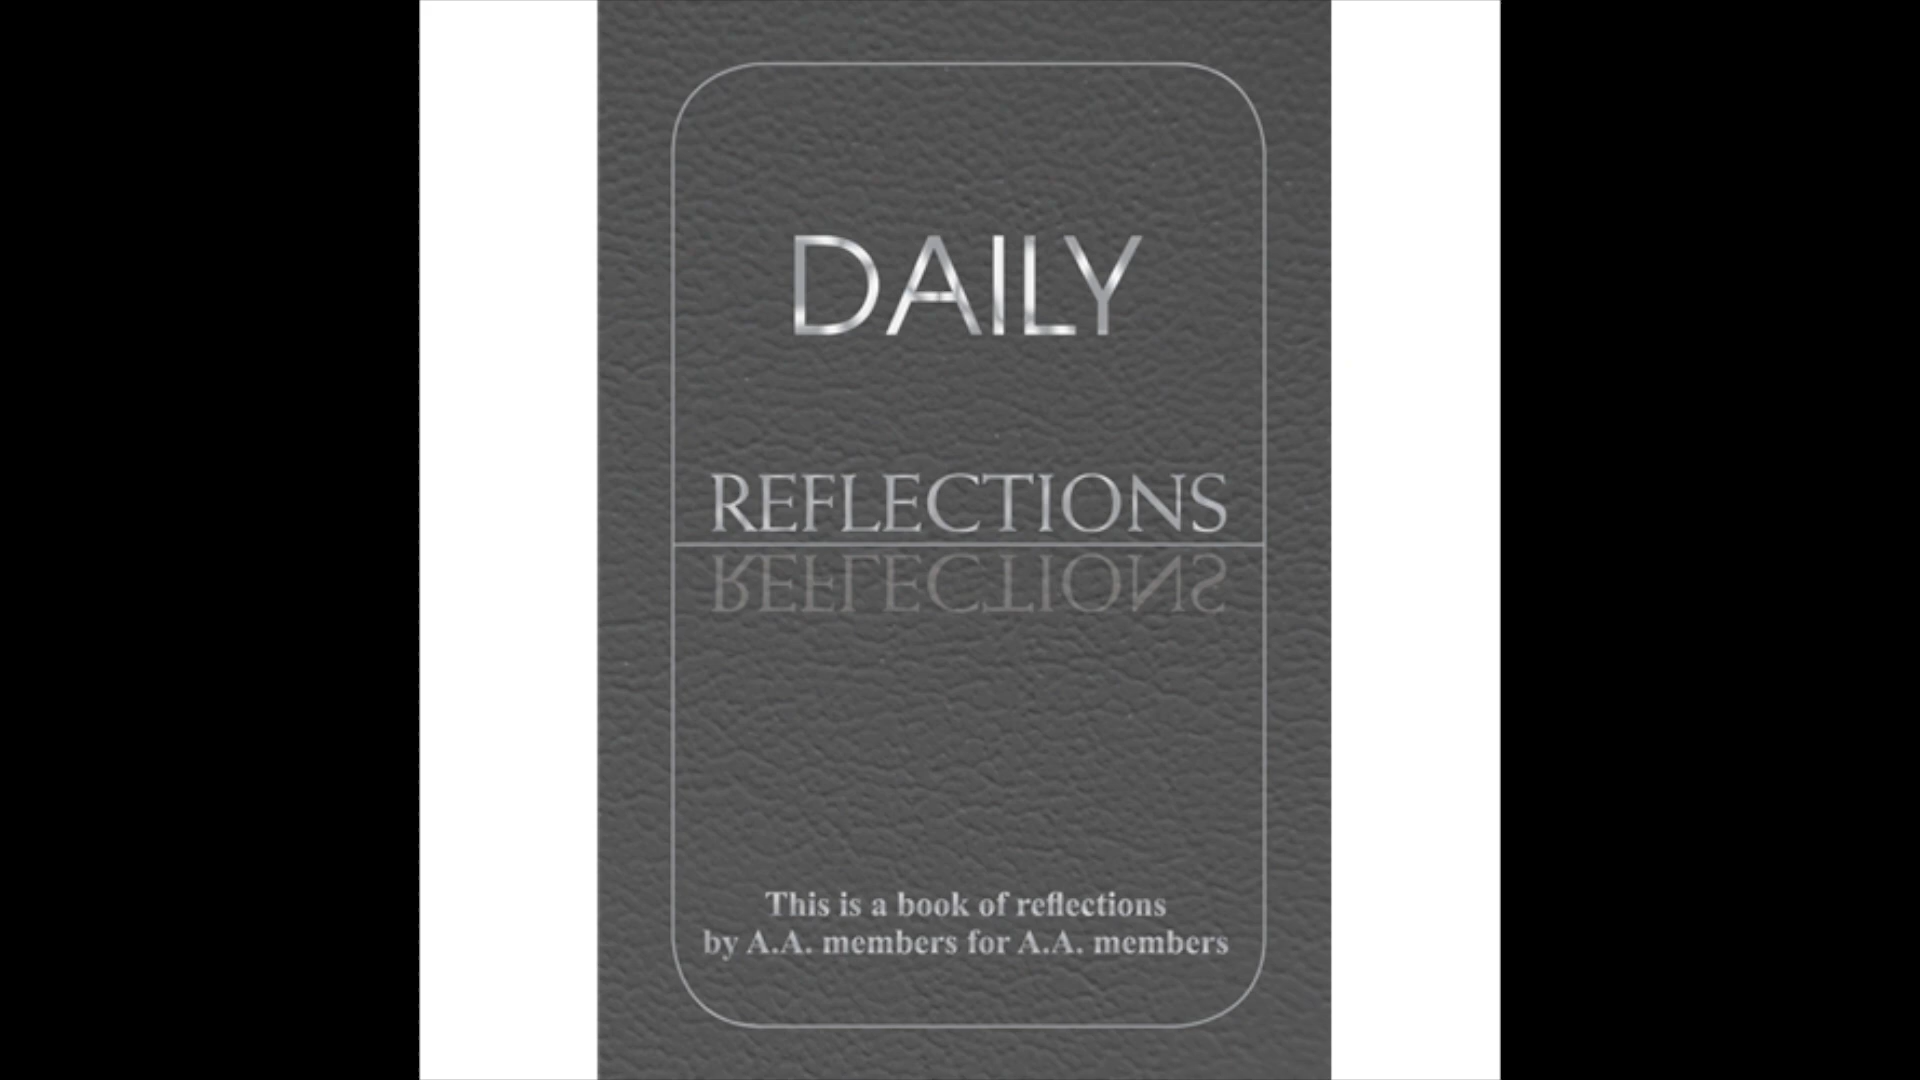 DAILY
REFLECTIONS
REFLECTIONS
This is a book of reflections
by A.A. members for A.A. members